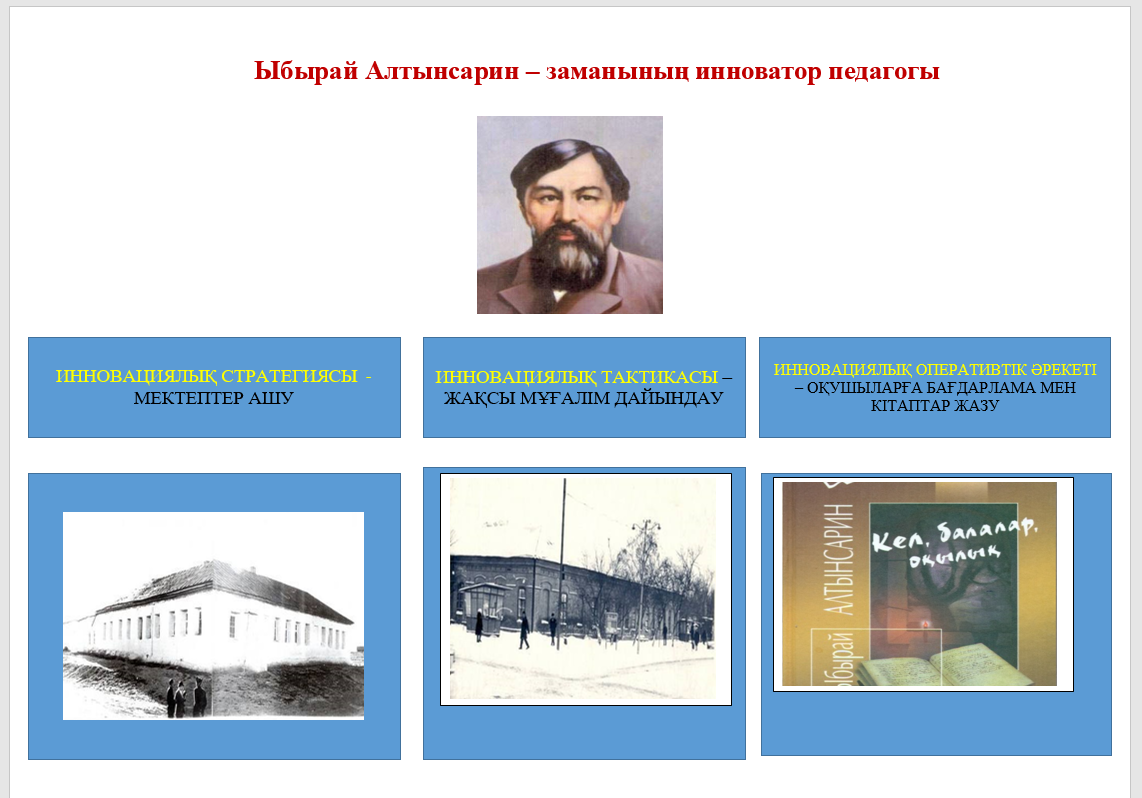 Ыбырай Алтынсарин – заманының инноватор педагогы
ИННОВАЦИЯЛЫҚ СТРАТЕГИЯСЫ -
МЕКТЕПТЕР АШУ
ИННОВАЦИЯЛЫҚ ТАКТИКАСЫ –
ЖАҚСЫ МҰҒАЛІМ ДАЙЫНДАУ
ИННОВАЦИЯЛЫҚ ОПЕРАТИВТІК ӘРЕКЕТІ
– ОҚУШЫЛАРҒА БАҒДАРЛАМА МЕН
КІТАПТАР ЖАЗУ
Ыбырай АЛТЫНСАРИН
Кел, балалар,
оқылық